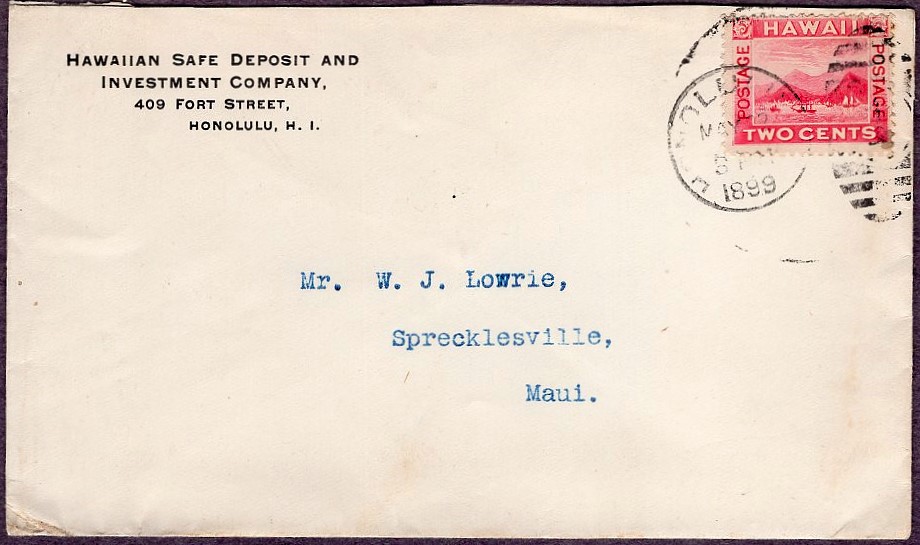 HAWAIIAN SAFE DEPOSIT AND
INVESTMENT COMPANY,
409 FORT STREET,
HONOLULU, H. I.
HAWAII
POSTAGE
POSTAGE
TWO CENTS
MAY
1899
Mr. W. J. Lowrie,
Sprecklesville,
Maui.